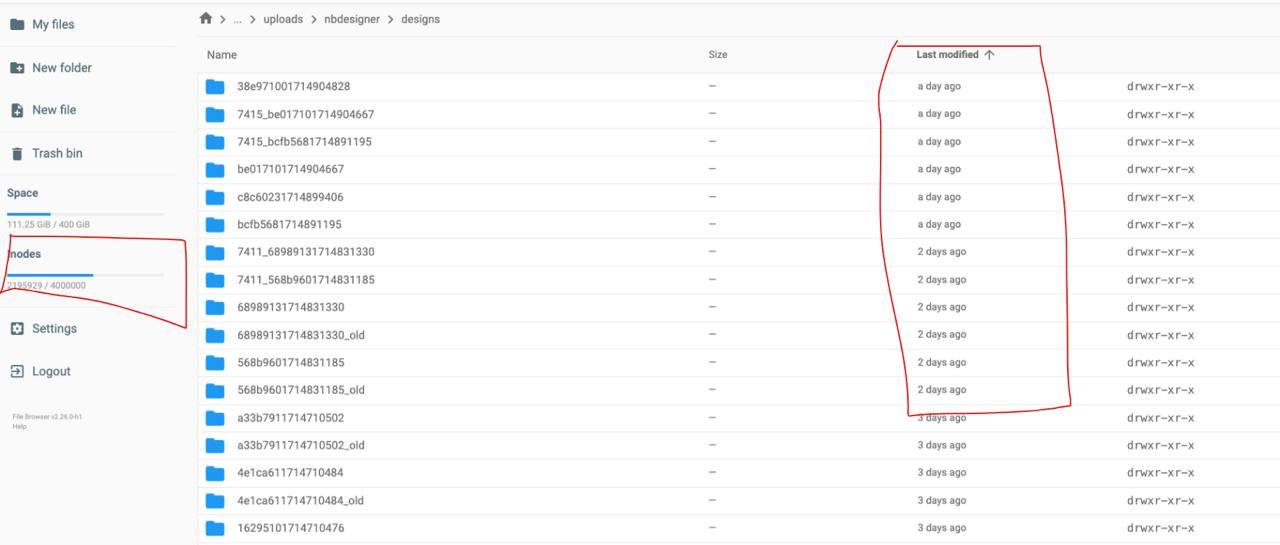 My files
New folder
New file
Trash bin
Space
111.25 GiB / 400 GiB
Inodes
2195929 / 4000000
Settings
Logout
File Browser v2.26.0-h1
Help
... uploads nbdesigner designs
Name Size Last modified
38e971001714904828 — a day ago drwxr-xr-x
7415_be017101714904667 — a day ago drwxr-xr-x
7415_bcfb5681714891195 — a day ago drwxr-xr-x
be017101714904667 — a day ago drwxr-xr-x
c8c60231714899406 — a day ago drwxr-xr-x
bcfb5681714891195 — a day ago drwxr-xr-x
7411_68989131714831330 — 2 days ago drwxr-xr-x
7411_568b9601714831185 — 2 days ago drwxr-xr-x
68989131714831330 — 2 days ago drwxr-xr-x
68989131714831330_old — 2 days ago drwxr-xr-x
568b9601714831185 — 2 days ago drwxr-xr-x
568b9601714831185_old — 2 days ago drwxr-xr-x
a33b7911714710502 — 3 days ago drwxr-xr-x
a33b7911714710502_old — 3 days ago drwxr-xr-x
4e1ca611714710484 — 3 days ago drwxr-xr-x
4e1ca611714710484_old — 3 days ago drwxr-xr-x
16295101714710476 — 3 days ago drwxr-xr-x